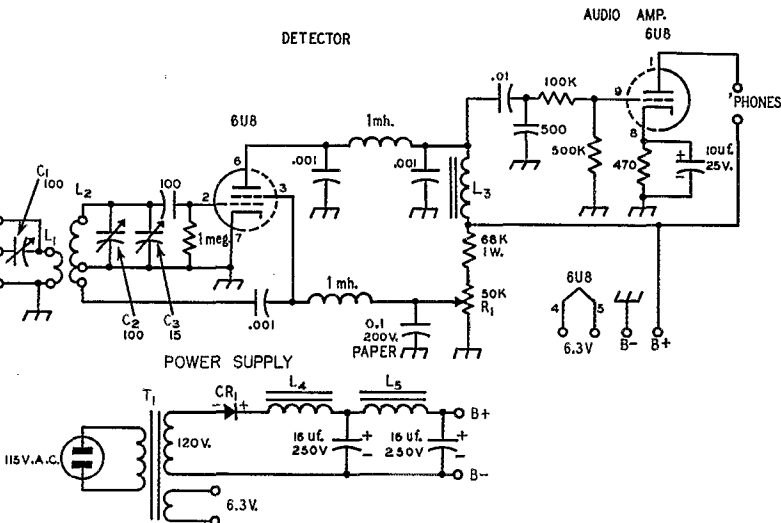 DETECTOR
AUDIO AMP.
6U8
1
9
8
.01
100K
500
500K
470
10uf.
25V.
'PHONES
6U8
6
3
2
7
1mh.
.001
.001
L3
C1
100
L1
L2
100
1 meg.
C2
100
C3
15
.001
1 mh.
0.1
200V.
PAPER
68K
1W.
50K
R1
6U8
4
5
6.3V
B-
B+
POWER SUPPLY
115V.A.C.
T1
120V.
6.3V.
CR1
-
+
L4
L5
16 uf.
250V
+
-
16 uf.
250V
+
-
B+
B-
+
-